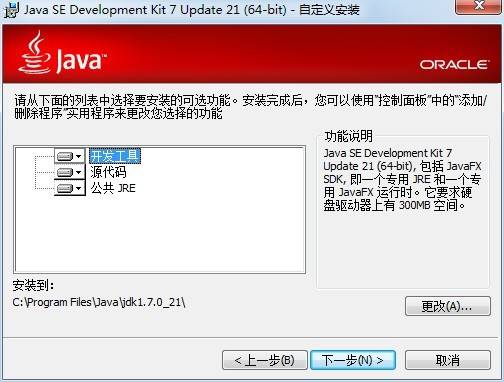 Java SE Development Kit 7 Update 21 (64-bit) - 自定义安装
Java™
ORACLE
请从下面的列表中选择要安装的可选功能。安装完成后，您可以使用“控制面板”中的“添加/
删除程序”实用程序来更改您选择的功能
开发工具
源代码
公共 JRE
功能说明
Java SE Development Kit 7
Update 21 (64-bit), 包括 JavaFX
SDK, 即一个专用 JRE 和一个专
用 JavaFX 运行时。它要求硬
盘驱动器上有 300MB 空间。
安装到：
C:\Program Files\Java\jdk1.7.0_21\
更改(A)...
< 上一步(B)
下一步(N) >
取消